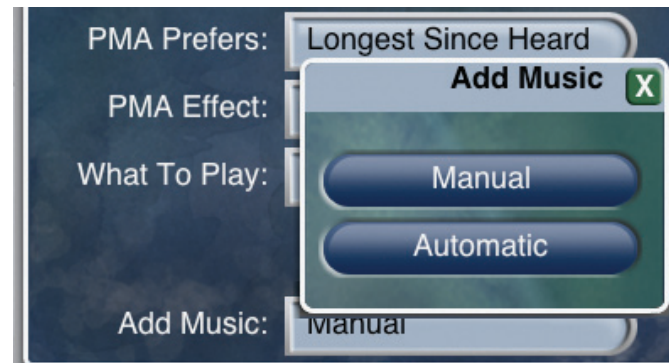 PMA Prefers: Longest Since Heard
Add Music X
PMA Effect:
Manual
What To Play:
Automatic
Add Music: Manual